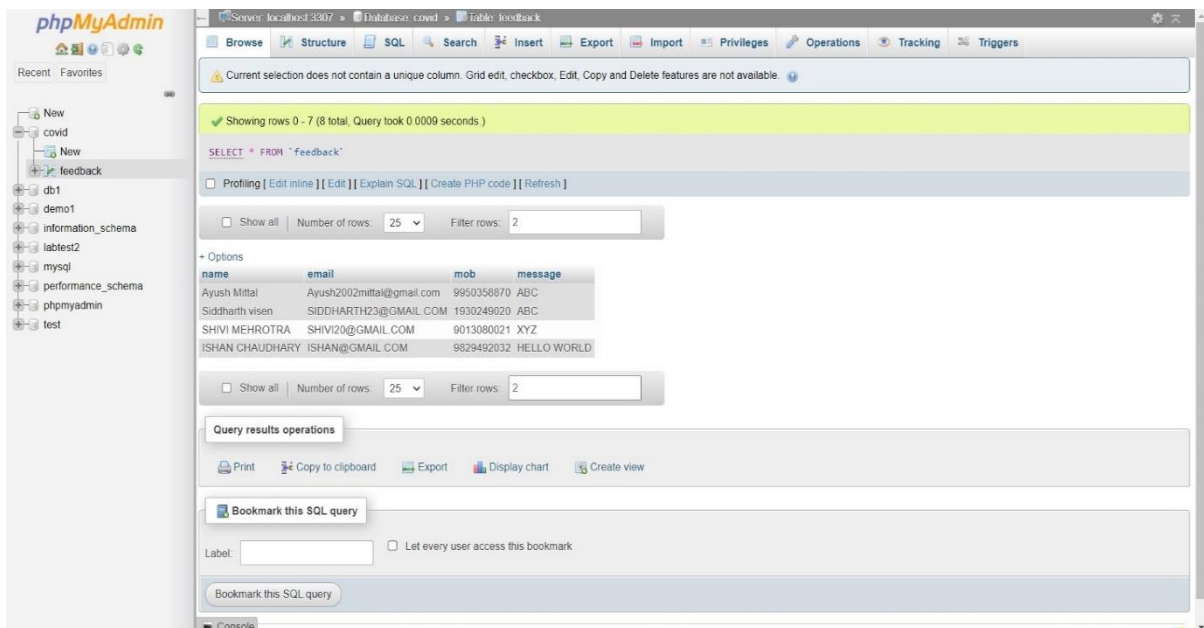 phpMyAdmin
Recent Favorites
New
covid
New
feedback
db1
demo1
information_schema
labtest2
mysql
performance_schema
phpmyadmin
test
Server: localhost:3307 » Database: covid » Table: feedback
Browse Structure SQL Search Insert Export Import Privileges Operations Tracking Triggers
Current selection does not contain a unique column. Grid edit, checkbox, Edit, Copy and Delete features are not available.
Showing rows 0 - 7 (8 total, Query took 0.0009 seconds.)
SELECT * FROM `feedback`
Profiling [ Edit inline ] [ Edit ] [ Explain SQL ] [ Create PHP code ] [ Refresh ]
Show all | Number of rows: 25 Filter rows: 2
+ Options
name email mob message
Ayush Mittal Ayush2002mittal@gmail.com 9950358870 ABC
Siddharth visen SIDDHARTH23@GMAIL.COM 1930249020 ABC
SHIVI MEHROTRA SHIVI20@GMAIL.COM 9013080021 XYZ
ISHAN CHAUDHARY ISHAN@GMAIL.COM 9829492032 HELLO WORLD
Show all | Number of rows: 25 Filter rows: 2
Query results operations
Print Copy to clipboard Export Display chart Create view
Bookmark this SQL query
Label: Let every user access this bookmark
Bookmark this SQL query
Console